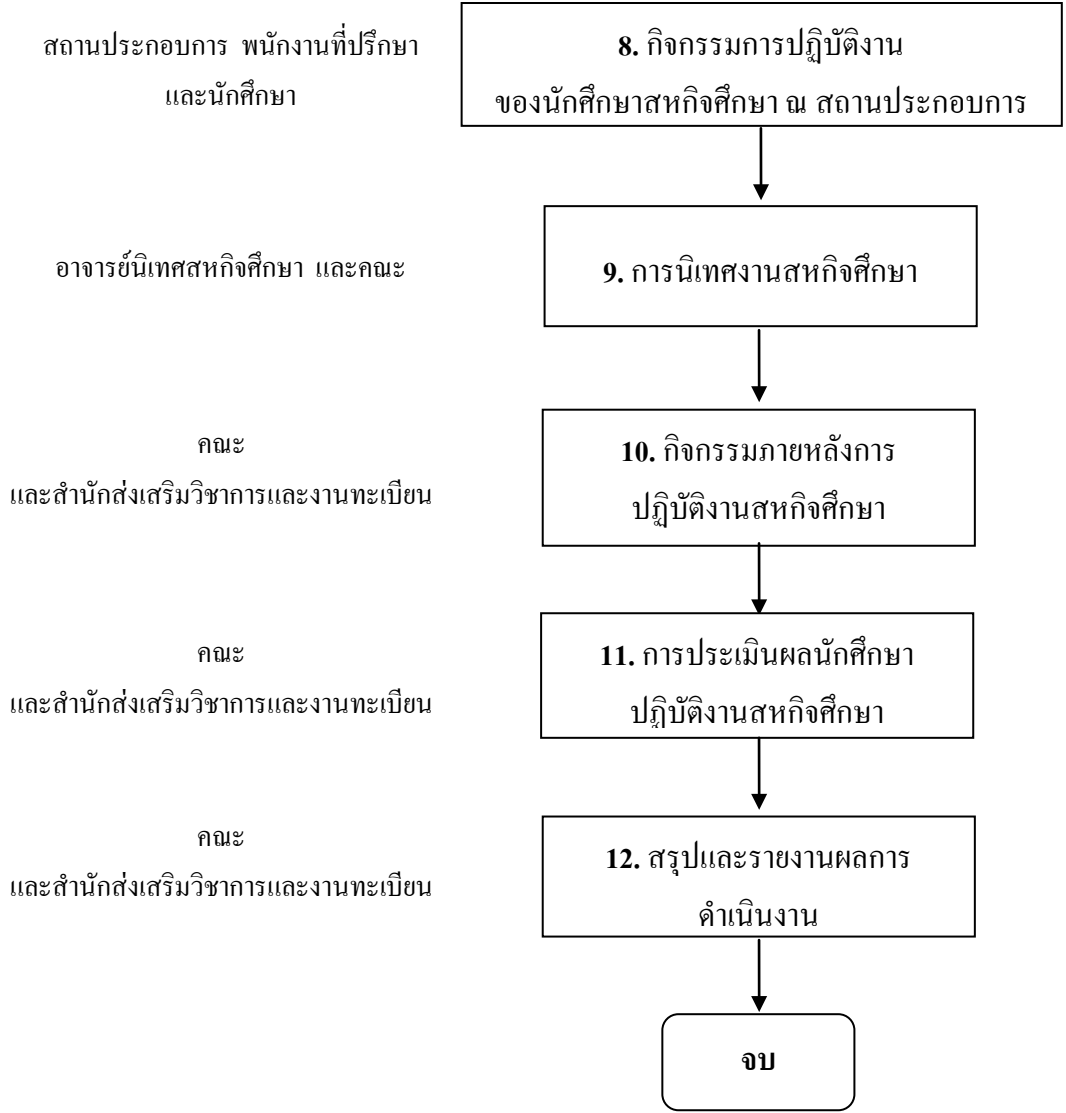 สถานประกอบการ พนักงานที่ปรึกษา
และนักศึกษา
8. กิจกรรมการปฏิบัติงาน
ของนักศึกษาสหกิจศึกษา ณ สถานประกอบการ
อาจารย์นิเทศสหกิจศึกษา และคณะ
9. การนิเทศงานสหกิจศึกษา
คณะ
และสำนักส่งเสริมวิชาการและงานทะเบียน
10. กิจกรรมภายหลังการ
ปฏิบัติงานสหกิจศึกษา
คณะ
และสำนักส่งเสริมวิชาการและงานทะเบียน
11. การประเมินผลนักศึกษา
ปฏิบัติงานสหกิจศึกษา
คณะ
และสำนักส่งเสริมวิชาการและงานทะเบียน
12. สรุปและรายงานผลการ
ดำเนินงาน
จบ